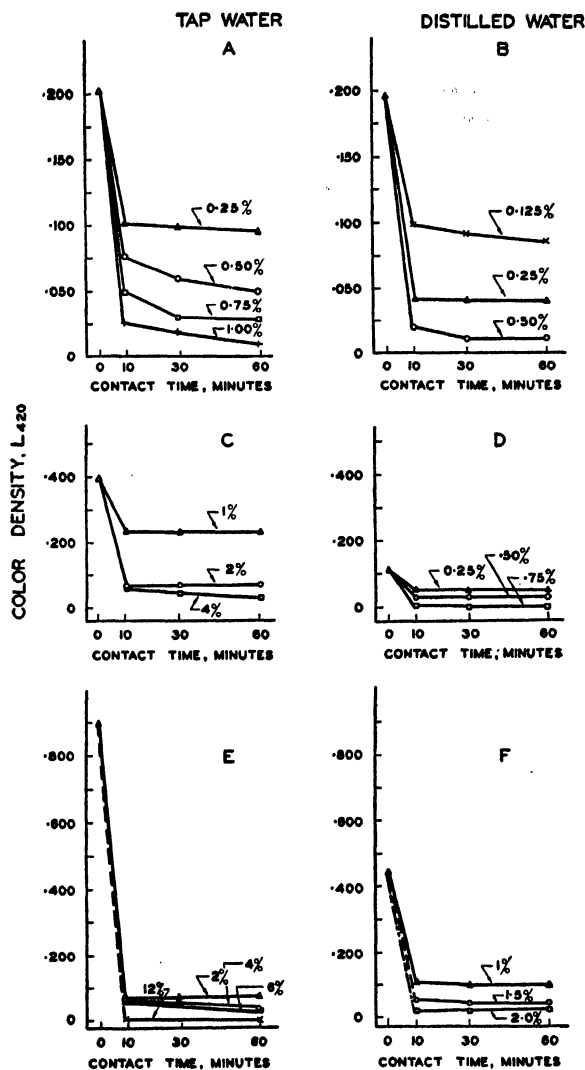 TAP WATER
DISTILLED WATER
A
B
COLOR DENSITY, L420
.200
.150
.100
.050
0
0.25%
0.50%
0.75%
1.00%
0 10 30 60
CONTACT TIME, MINUTES
.200
.150
.100
.050
0
0.125%
0.25%
0.50%
0 10 30 60
CONTACT TIME, MINUTES
C
.400
.200
0
1%
2%
4%
0 10 30 60
CONTACT TIME, MINUTES
D
.400
.200
0
0.25%
.50%
.75%
0 10 30 60
CONTACT TIME, MINUTES
E
.800
.600
.400
.200
0
12%
2%
4%
6%
0 10 30 60
CONTACT TIME, MINUTES
F
.800
.600
.400
.200
0
1%
1.5%
2.0%
0 10 30 60
CONTACT TIME, MINUTES